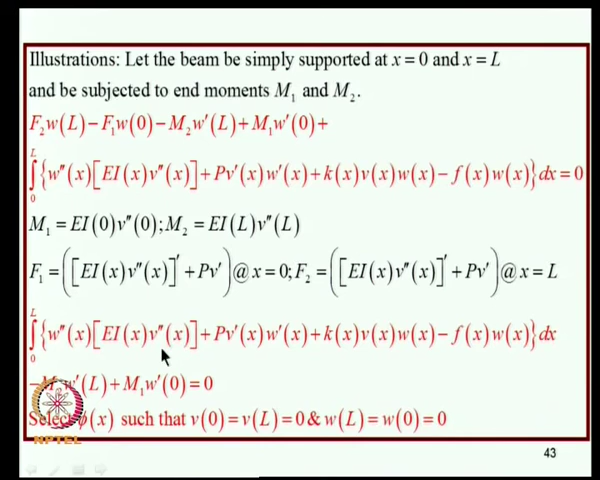 Illustrations: Let the beam be simply supported at x = 0 and x = L
and be subjected to end moments M₁ and M₂.
F₂w(L) − F₁w(0) − M₂w′(L) + M₁w′(0) +
∫₀ᴸ {w″(x)[EI(x)v″(x)] + Pv′(x)w′(x) + k(x)v(x)w(x) − f(x)w(x)}dx = 0
M₁ = EI(0)v″(0); M₂ = EI(L)v″(L)
F₁ = ([EI(x)v″(x)]′ + Pv′)@ x = 0; F₂ = ([EI(x)v″(x)]′ + Pv′)@ x = L
∫₀ᴸ {w″(x)[EI(x)v″(x)] + Pv′(x)w′(x) + k(x)v(x)w(x) − f(x)w(x)}dx
−M₂w′(L) + M₁w′(0) = 0
Select ϕ(x) such that v(0) = v(L) = 0 & w(L) = w(0) = 0
NPTEL
43